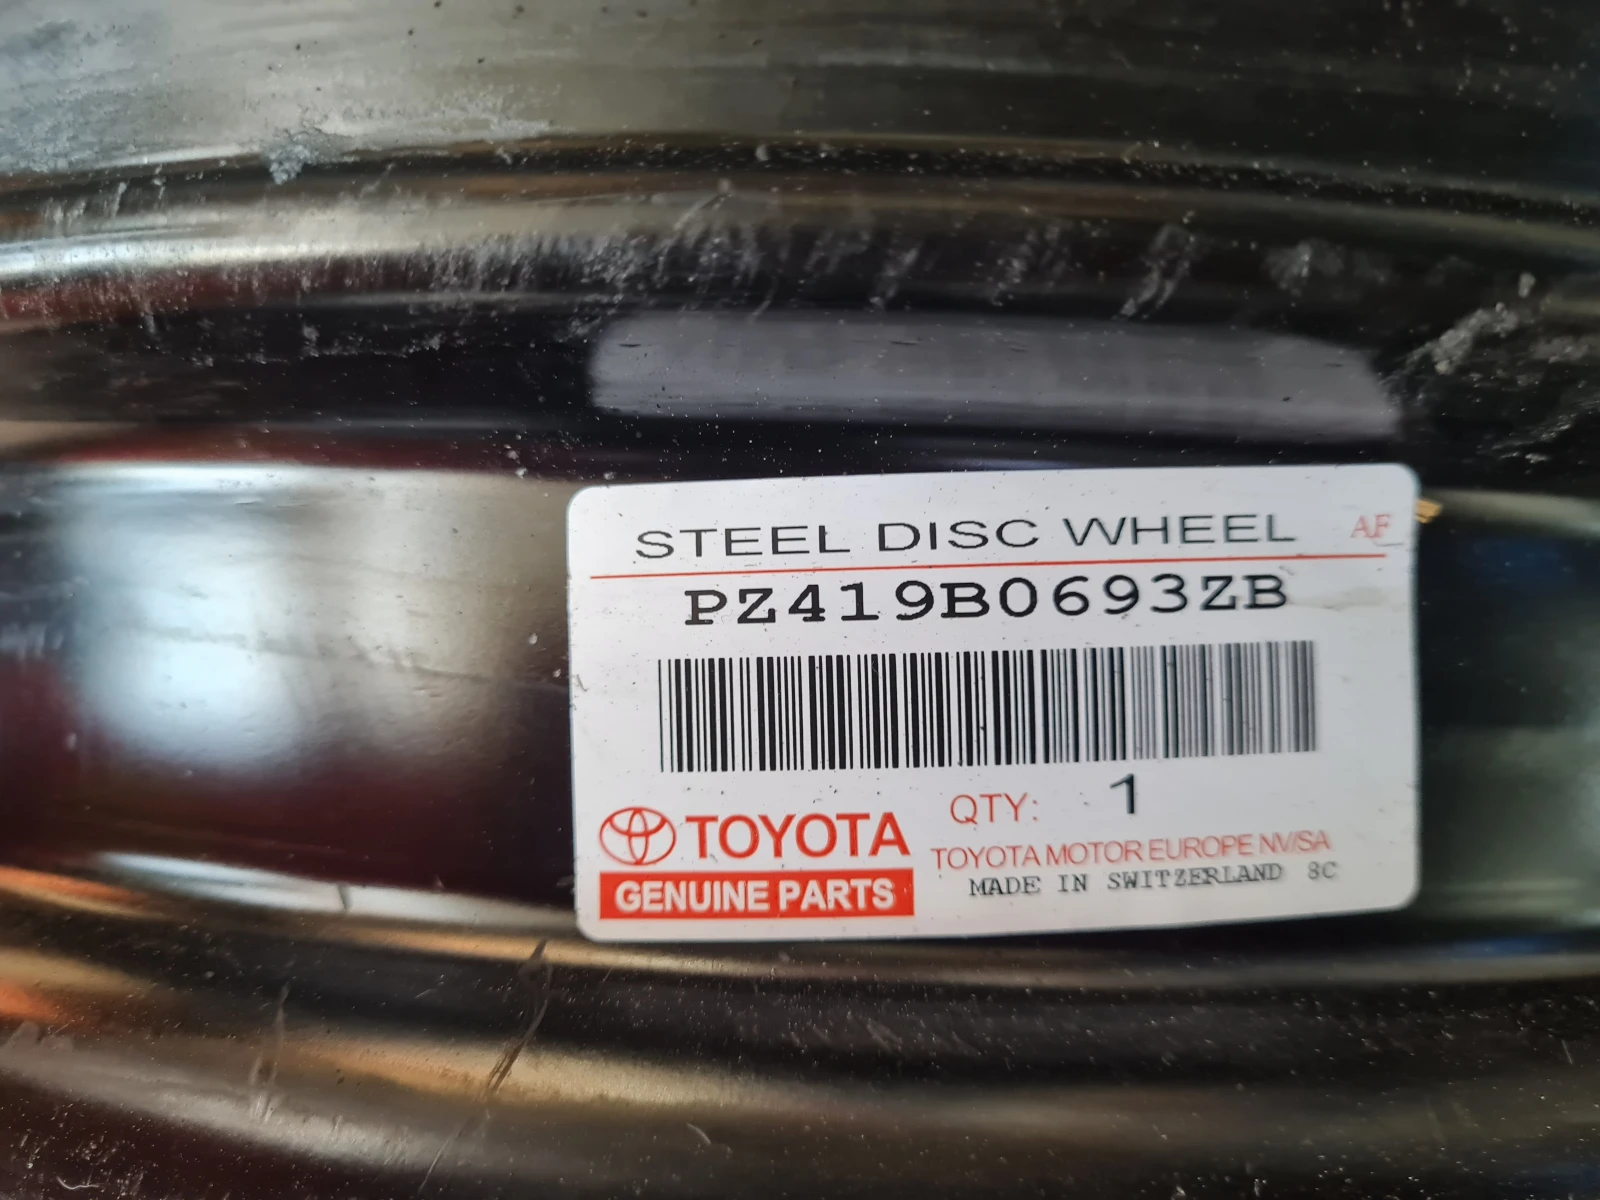 STEEL DISC WHEEL AF
PZ419B0693ZB
QTY: 1
TOYOTA
GENUINE PARTS
TOYOTA MOTOR EUROPE NV/SA
MADE IN SWITZERLAND 8C